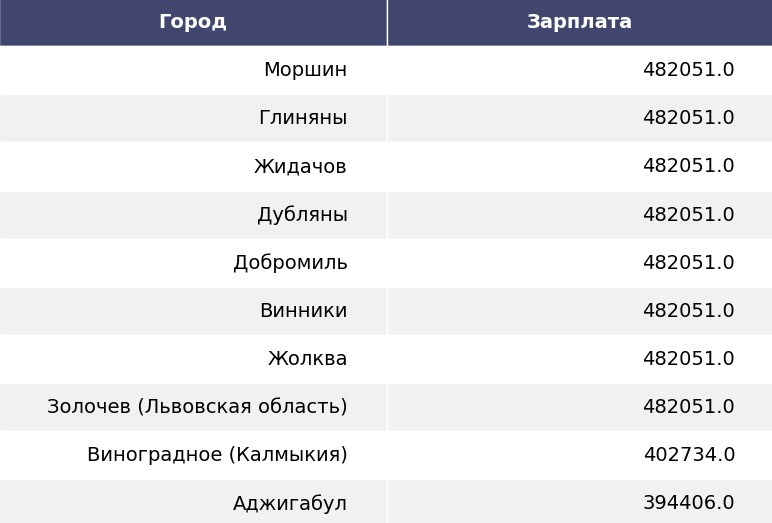 Город Зарплата
Моршин 482051.0
Глиняны 482051.0
Жидачов 482051.0
Дубляны 482051.0
Добромиль 482051.0
Винники 482051.0
Жолква 482051.0
Золочев (Львовская область) 482051.0
Виноградное (Калмыкия) 402734.0
Аджигабул 394406.0